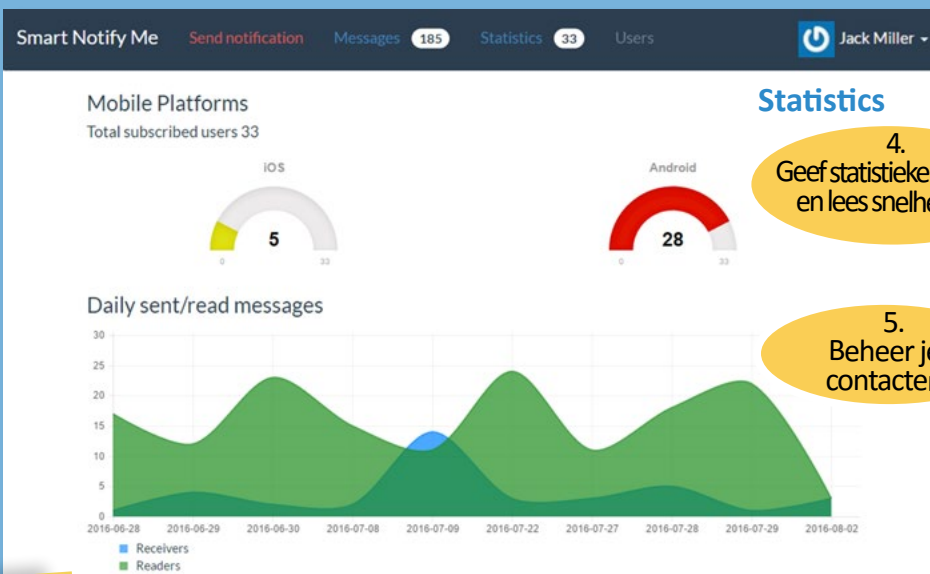 Smart Notify Me Send notification Messages 185 Statistics 33 Users Jack Miller
Mobile Platforms
Total subscribed users 33
Statistics
iOS
5
0 33
Android
28
0 33
4.
Geef statistieke
en lees snelhe
Daily sent/read messages
30
25
20
15
10
5
0
2016-06-28 2016-06-29 2016-06-30 2016-07-08 2016-07-09 2016-07-22 2016-07-27 2016-07-28 2016-07-29 2016-08-02
Receivers
Readers
5.
Beheer je
contacte